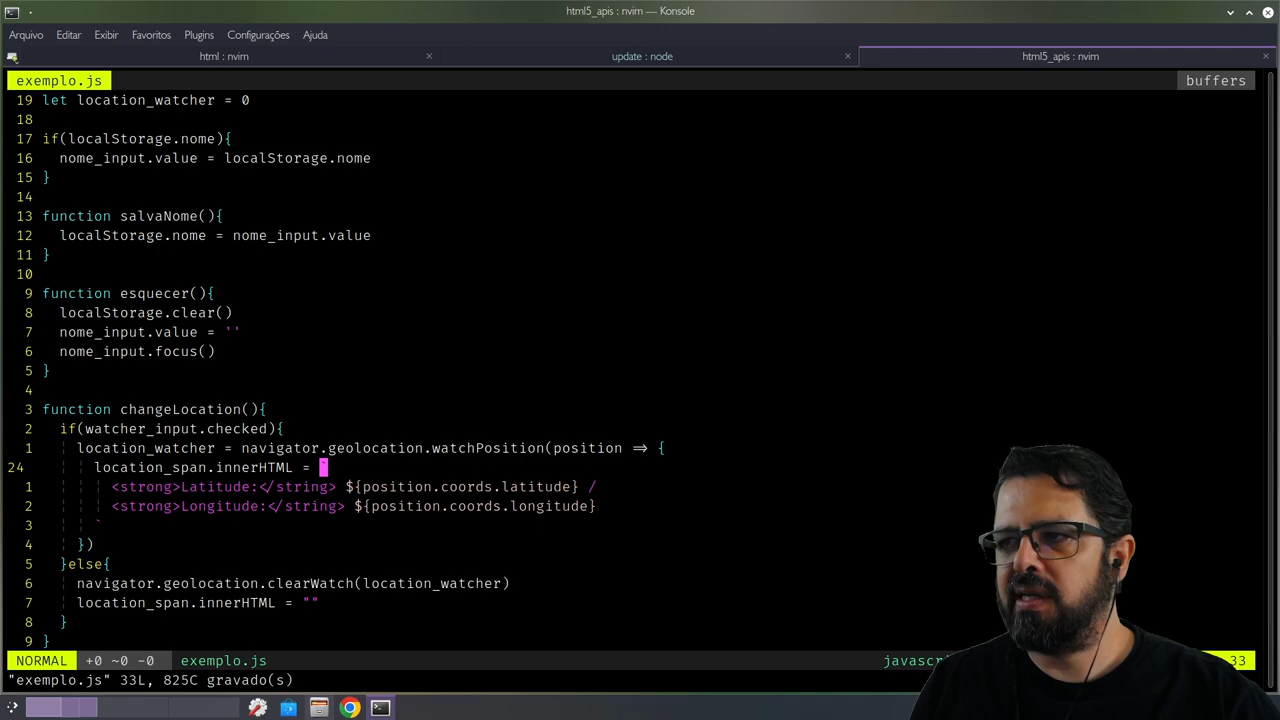 html5_apis : nvim — Konsole
Arquivo Editar Exibir Favoritos Plugins Configurações Ajuda
html : nvim update : node html5_apis : nvim
exemplo.js buffers
19 let location_watcher = 0
18
17 if(localStorage.nome){
16 nome_input.value = localStorage.nome
15 }
14
13 function salvaNome(){
12 localStorage.nome = nome_input.value
11 }
10
9 function esquecer(){
8 localStorage.clear()
7 nome_input.value = ''
6 nome_input.focus()
5 }
4
3 function changeLocation(){
2 if(watcher_input.checked){
1 location_watcher = navigator.geolocation.watchPosition(position => {
24 location_span.innerHTML = `
1 <strong>Latitude:</string> ${position.coords.latitude} /
2 <strong>Longitude:</string> ${position.coords.longitude}
3 `
4 })
5 }else{
6 navigator.geolocation.clearWatch(location_watcher)
7 location_span.innerHTML = ""
8 }
9 }
NORMAL +0 ~0 -0 exemplo.js 33
"exemplo.js" 33L, 825C gravado(s)